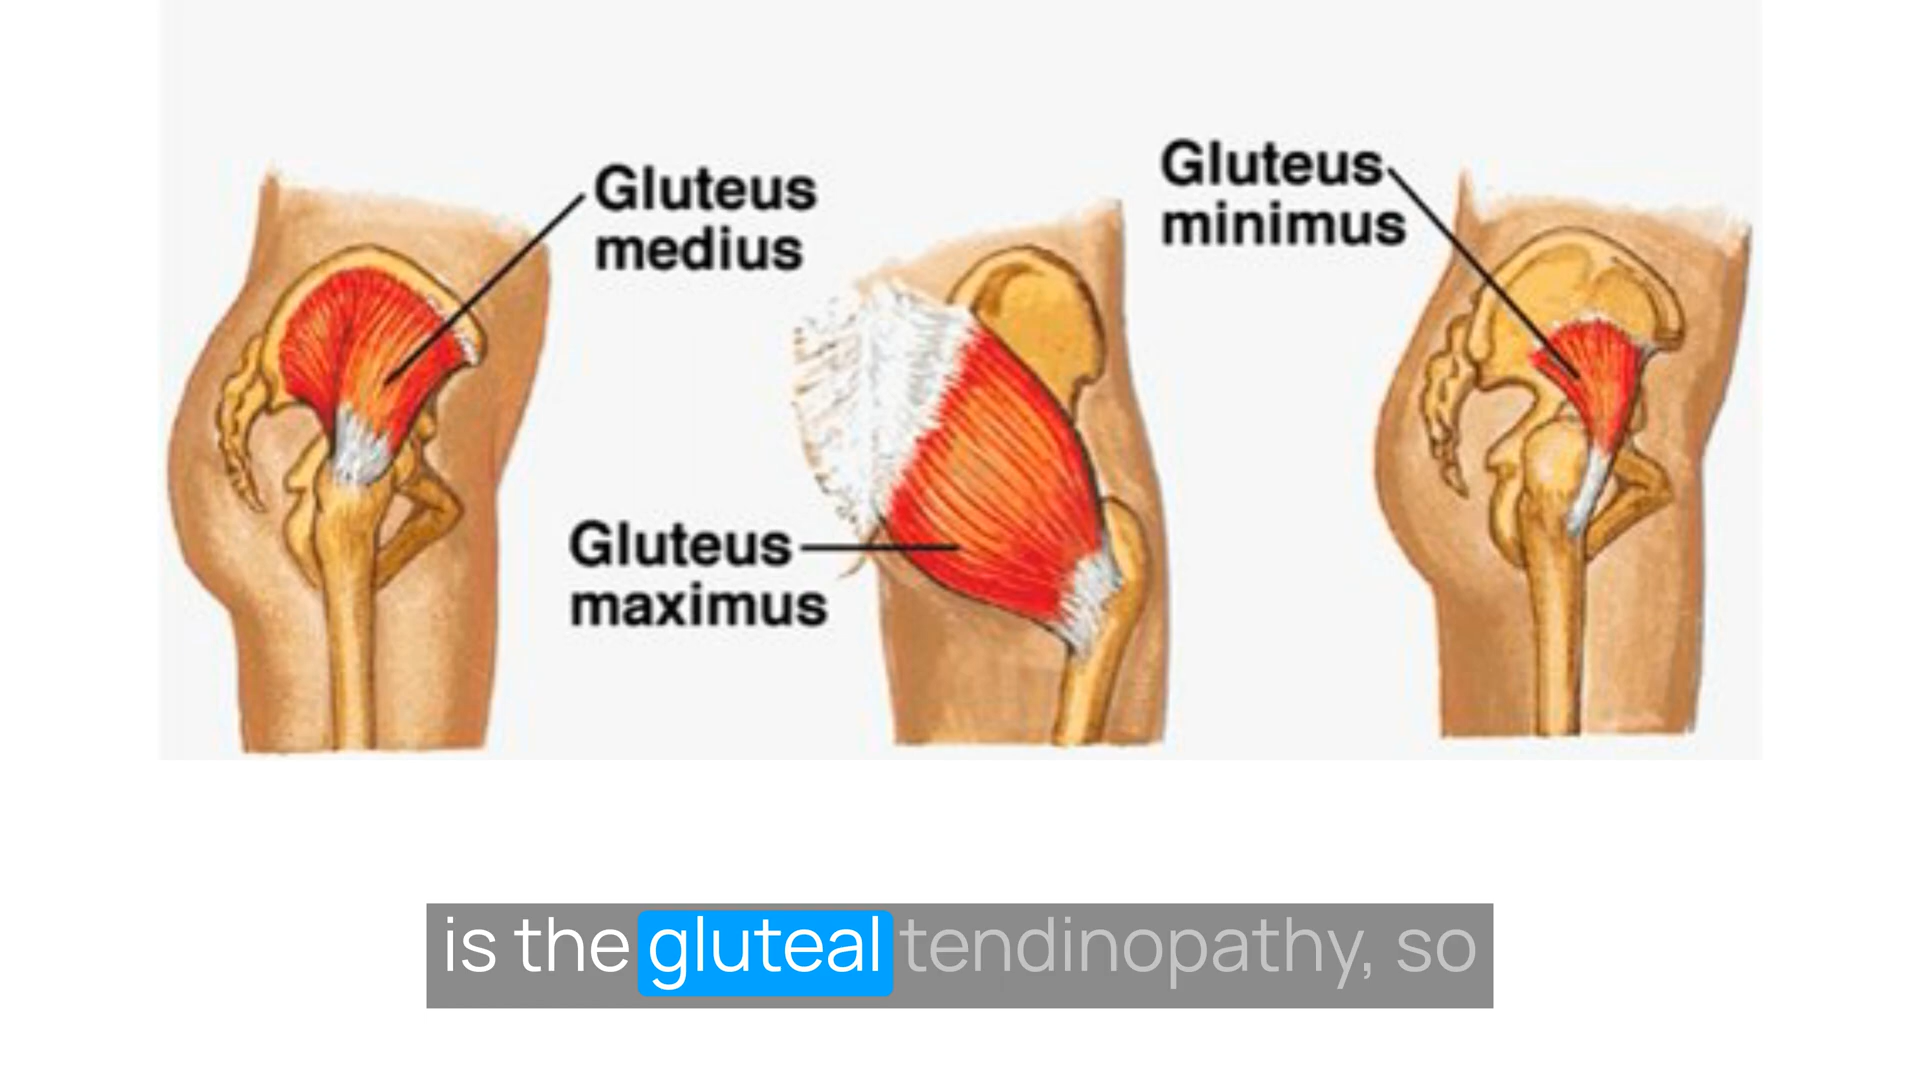 Gluteus
medius
Gluteus
maximus
Gluteus
minimus
is the gluteal tendinopathy, so